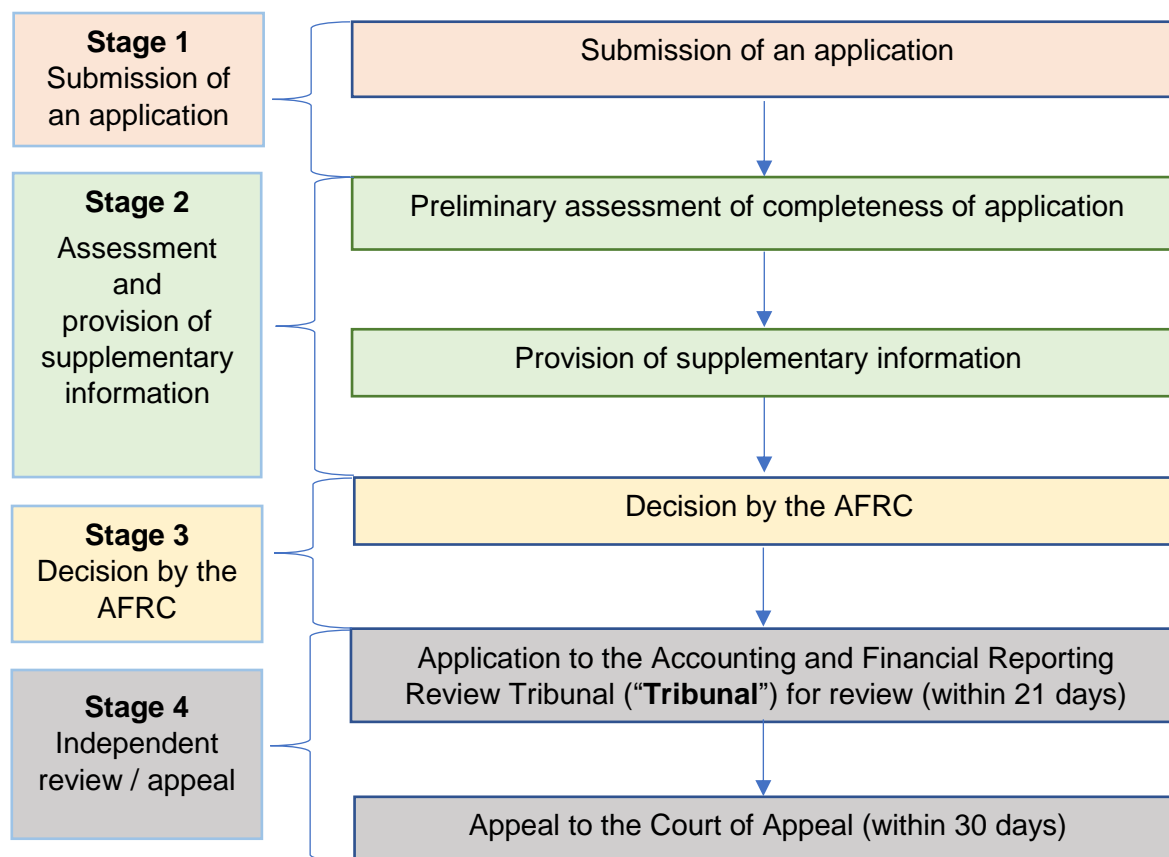 Stage 1
Submission of
an application
Submission of an application
Stage 2
Assessment
and
provision of
supplementary
information
Preliminary assessment of completeness of application
Provision of supplementary information
Stage 3
Decision by the
AFRC
Decision by the AFRC
Stage 4
Independent
review / appeal
Application to the Accounting and Financial Reporting
Review Tribunal (“Tribunal”) for review (within 21 days)
Appeal to the Court of Appeal (within 30 days)